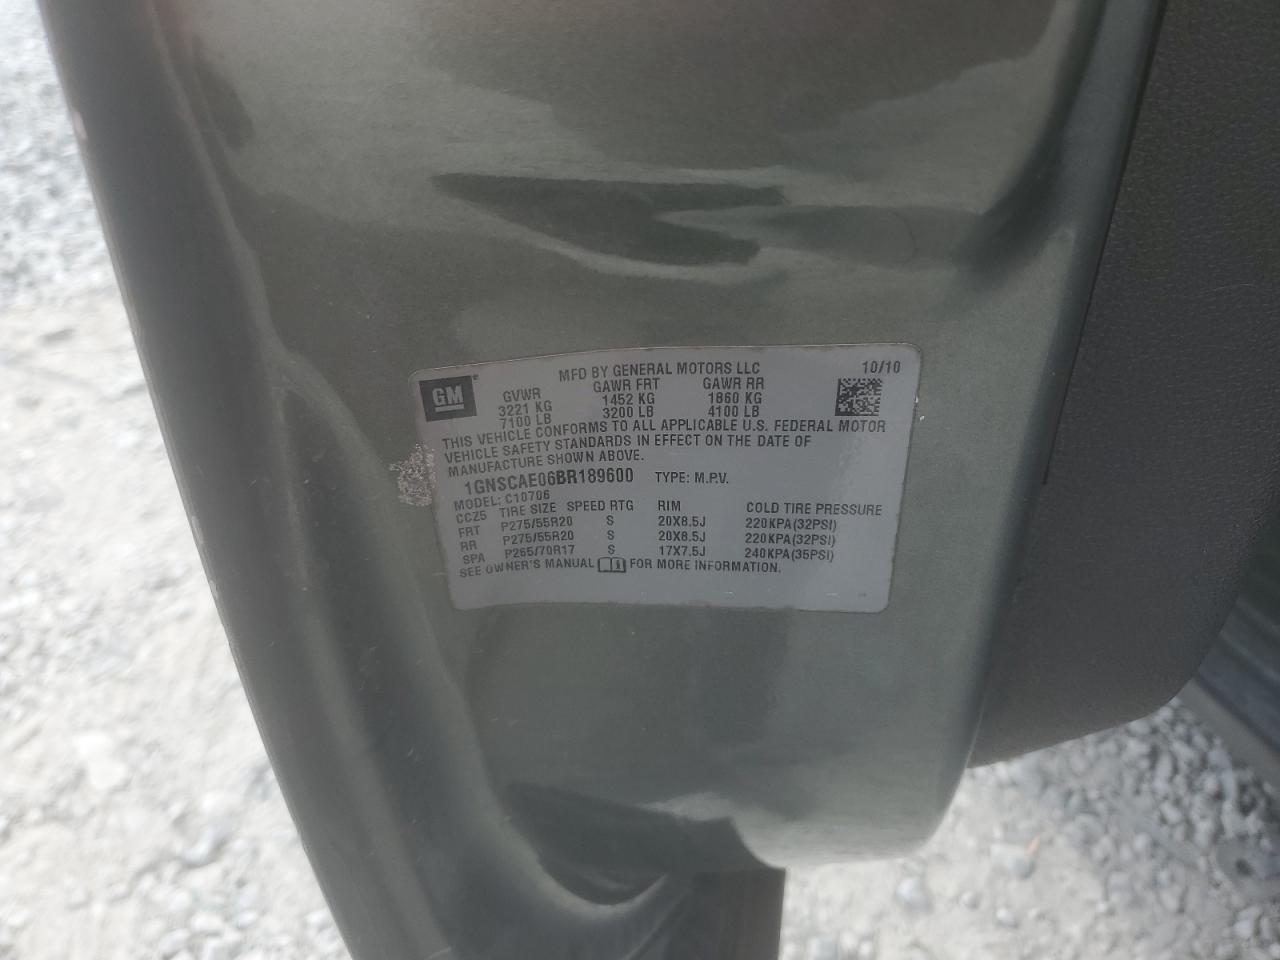 MFD BY GENERAL MOTORS LLC 10/10
GM
GVWR GAWR FRT GAWR RR
3221 KG 1452 KG 1860 KG
7100 LB 3200 LB 4100 LB
THIS VEHICLE CONFORMS TO ALL APPLICABLE U.S. FEDERAL MOTOR
VEHICLE SAFETY STANDARDS IN EFFECT ON THE DATE OF
MANUFACTURE SHOWN ABOVE.
1GNSCAE06BR189600 TYPE: M.P.V.
MODEL: C10706
CCZ5 TIRE SIZE SPEED RTG RIM COLD TIRE PRESSURE
FRT P275/55R20 S 20X8.5J 220KPA(32PSI)
RR P275/55R20 S 20X8.5J 220KPA(32PSI)
SPA P265/70R17 S 17X7.5J 240KPA(35PSI)
SEE OWNER'S MANUAL FOR MORE INFORMATION.